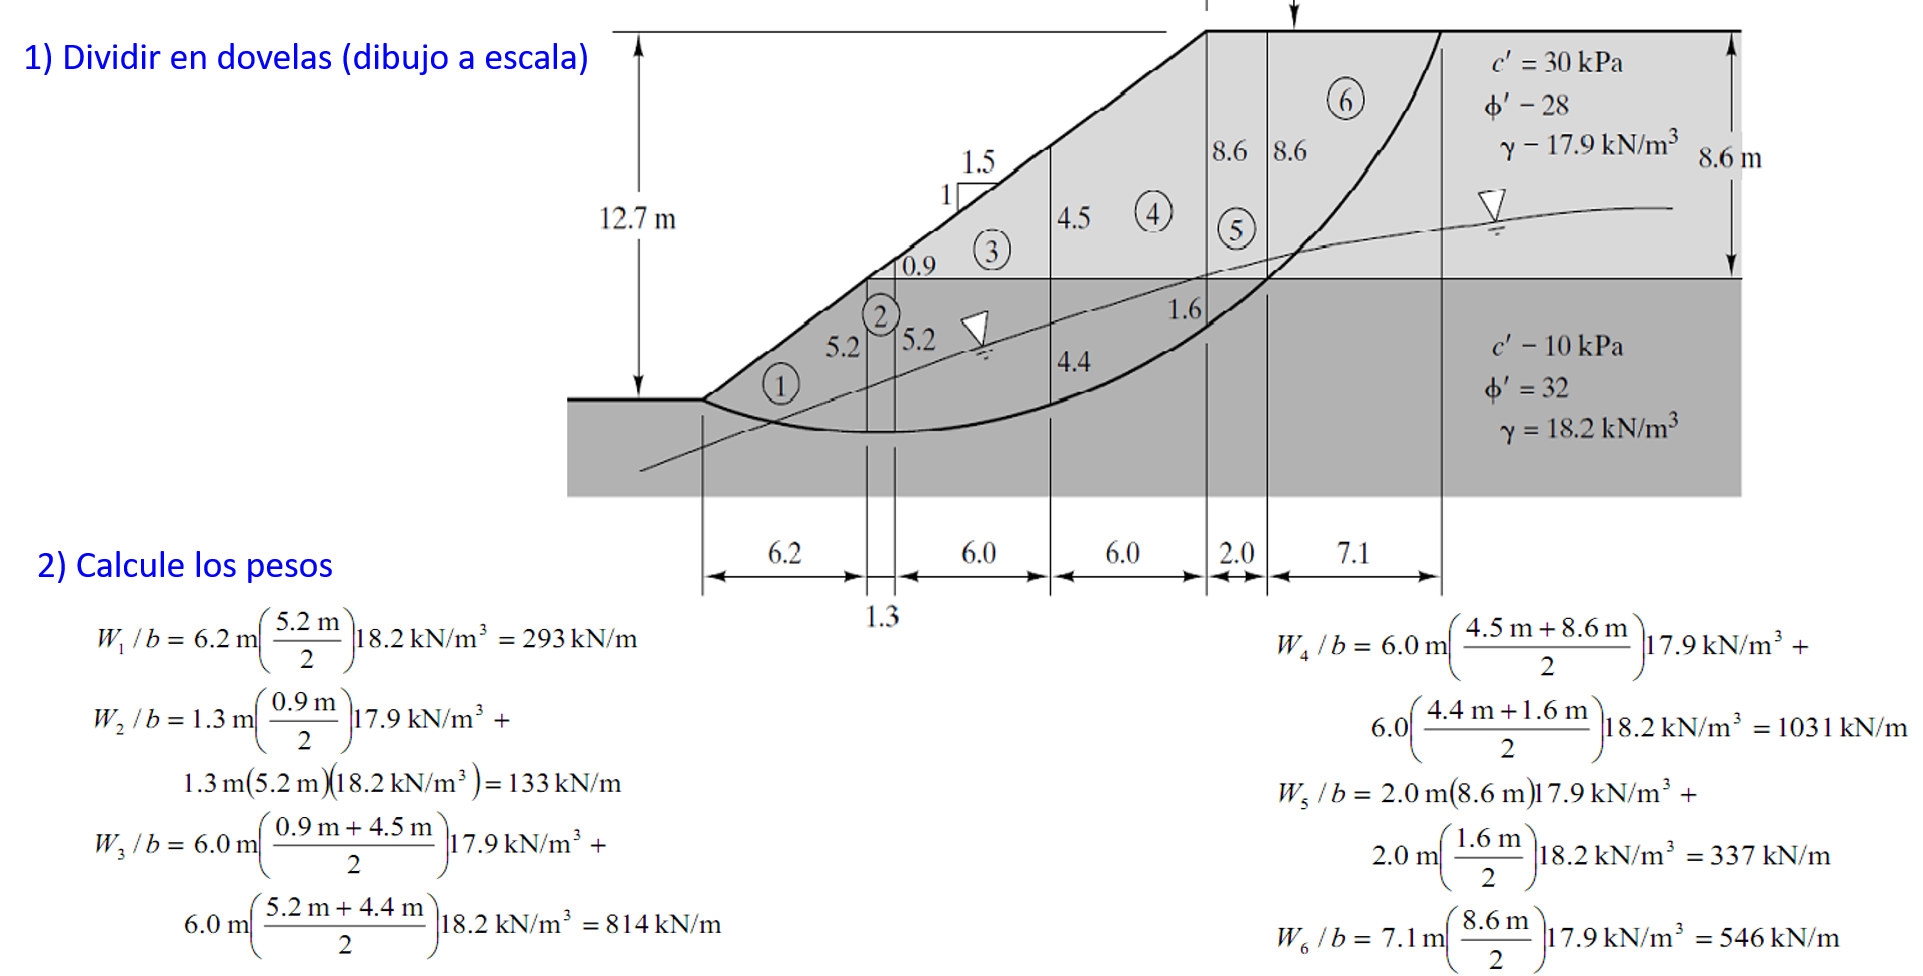 1) Dividir en dovelas (dibujo a escala)
12.7 m
1.5
1
0.9
5.2
5.2
4.5
4.4
8.6
8.6
1.6
1
2
3
4
5
6
c′ = 30 kPa
ϕ′ – 28
γ – 17.9 kN/m³
8.6 m
c′ – 10 kPa
ϕ′ = 32
γ = 18.2 kN/m³
6.2
1.3
6.0
6.0
2.0
7.1
2) Calcule los pesos
W₁ / b = 6.2 m(5.2 m / 2)18.2 kN/m³ = 293 kN/m
W₂ / b = 1.3 m(0.9 m / 2)17.9 kN/m³ +
1.3 m(5.2 m)(18.2 kN/m³) = 133 kN/m
W₃ / b = 6.0 m(0.9 m + 4.5 m / 2)17.9 kN/m³ +
6.0 m(5.2 m + 4.4 m / 2)18.2 kN/m³ = 814 kN/m
W₄ / b = 6.0 m(4.5 m + 8.6 m / 2)17.9 kN/m³ +
6.0(4.4 m + 1.6 m / 2)18.2 kN/m³ = 1031 kN/m
W₅ / b = 2.0 m(8.6 m)17.9 kN/m³ +
2.0 m(1.6 m / 2)18.2 kN/m³ = 337 kN/m
W₆ / b = 7.1 m(8.6 m / 2)17.9 kN/m³ = 546 kN/m